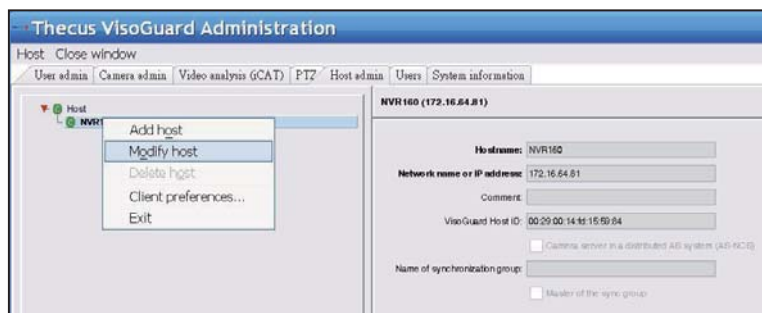 Thecus VisoGuard Administration
Host Close window
User admin Camera admin Video analysis (iCAT) PTZ Host admin Users System information
Host
NVR1
Add host
Modify host
Delete host
Client preferences...
Exit
NVR160 (172.16.64.81)
Hostname: NVR160
Network name or IP address: 172.16.64.81
Comment:
VisoGuard Host ID: 00:29:00:14:fd:15:59:84
Camera server in a distributed AS system (AS-NCS)
Name of synchronization group:
Master of the sync group